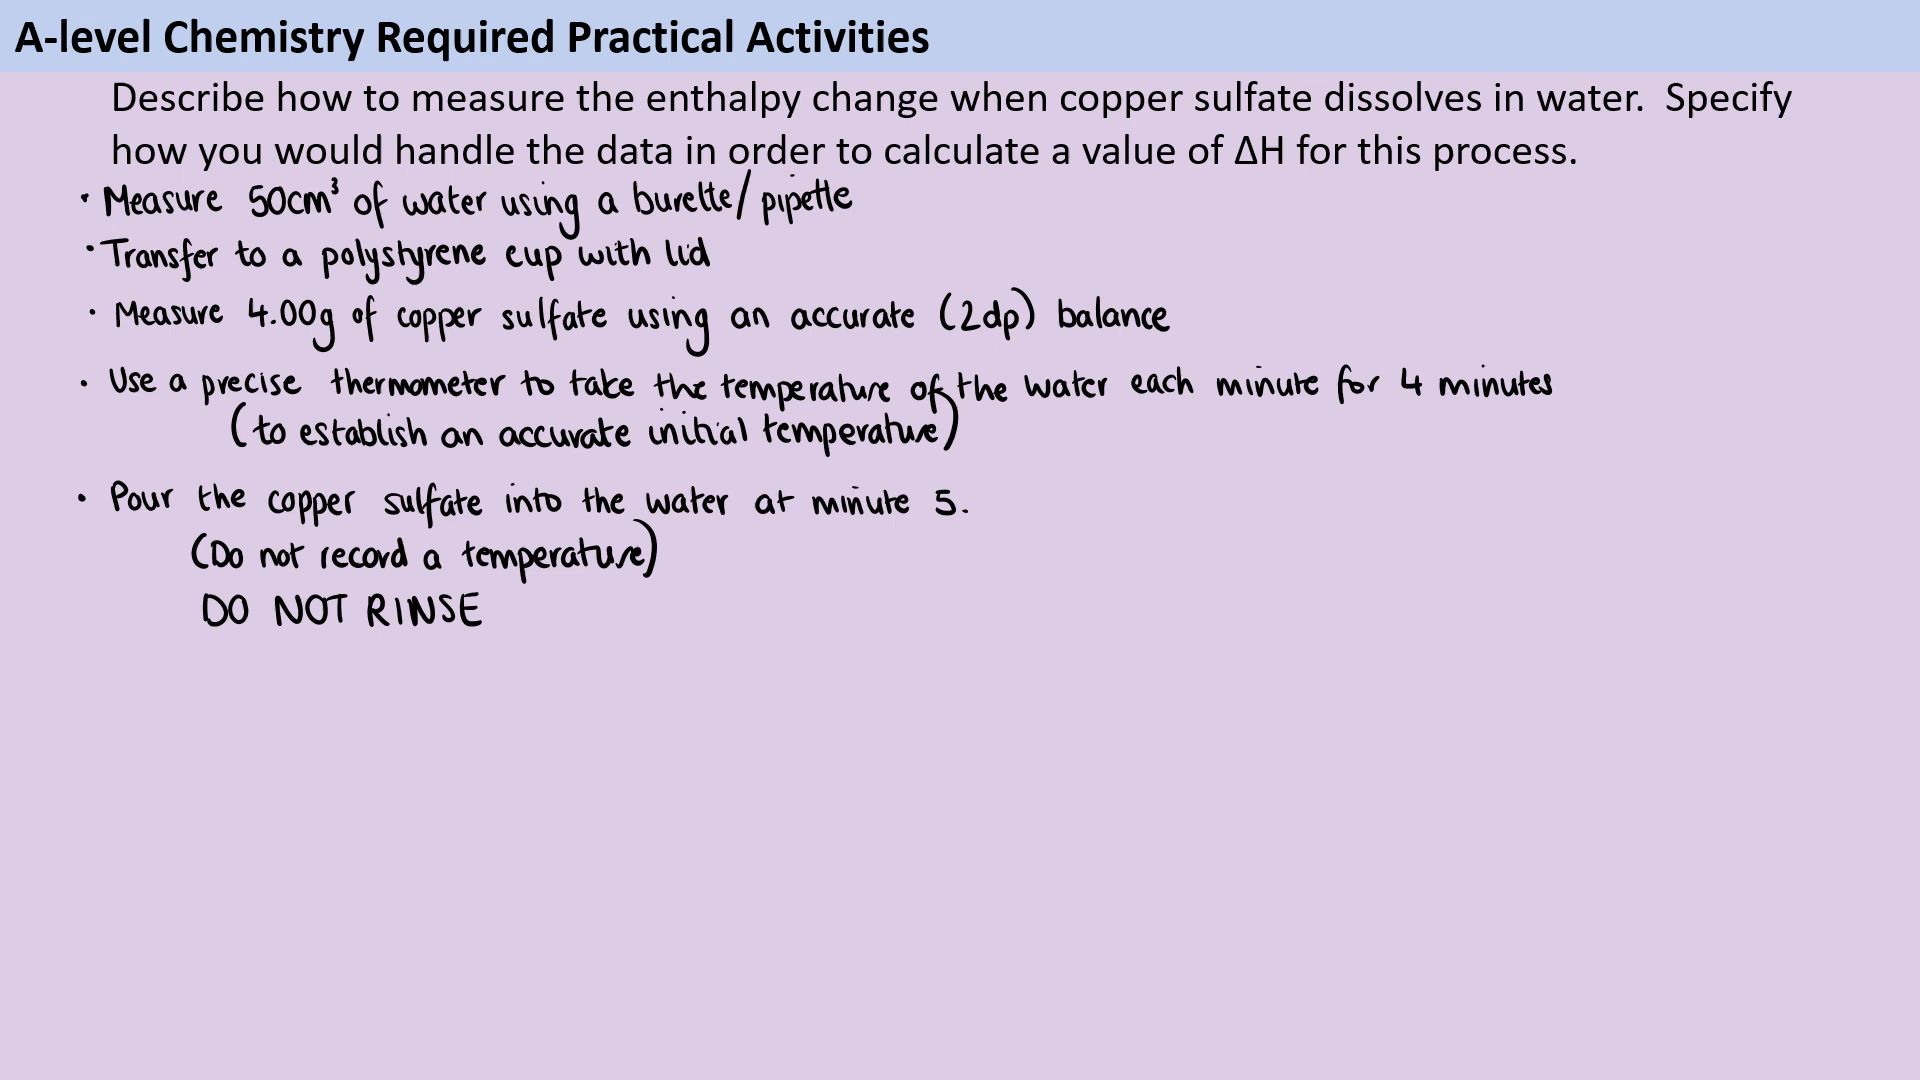 A-level Chemistry Required Practical Activities
Describe how to measure the enthalpy change when copper sulfate dissolves in water.  Specify
how you would handle the data in order to calculate a value of ΔH for this process.
• Measure 50cm³ of water using a burette/pipette
• Transfer to a polystyrene cup with lid
• Measure 4.00g of copper sulfate using an accurate (2dp) balance
• Use a precise thermometer to take the temperature of the water each minute for 4 minutes
(to establish an accurate initial temperature)
• Pour the copper sulfate into the water at minute 5.
(Do not record a temperature)
DO NOT RINSE